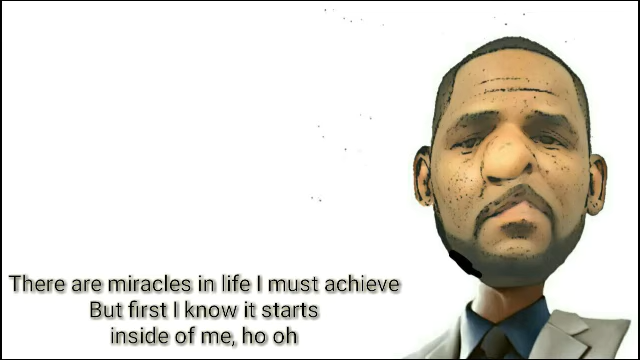 There are miracles in life I must achieve
But first I know it starts
inside of me, ho oh